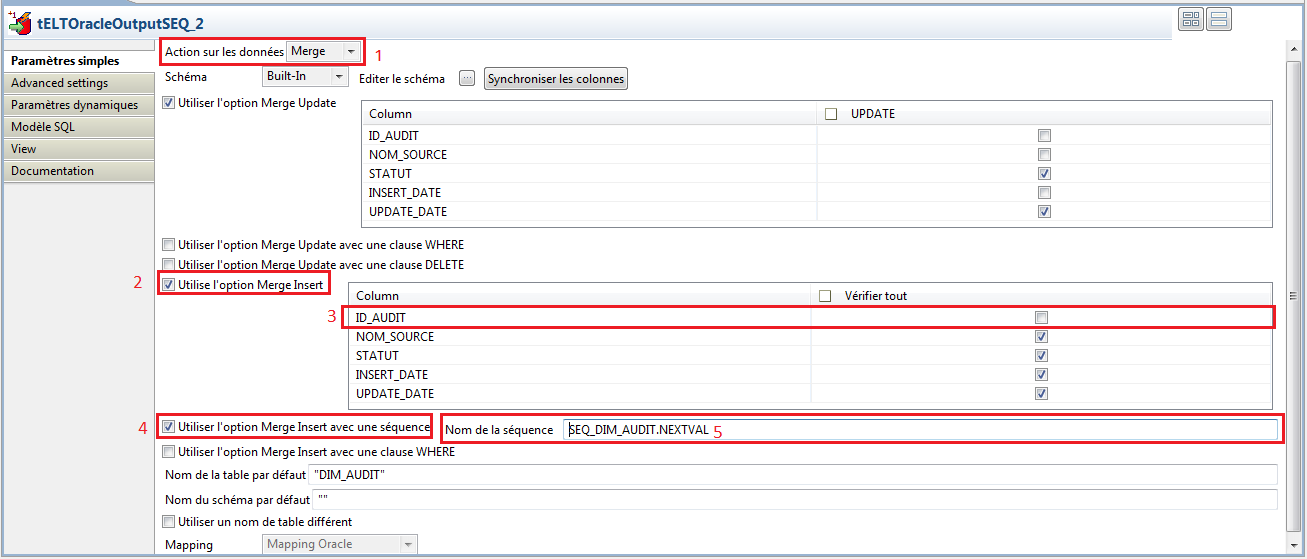 tELTOracleOutputSEQ_2
Paramètres simples
Advanced settings
Paramètres dynamiques
Modèle SQL
View
Documentation
Action sur les données Merge 1
Schéma Built-In Editer le schéma ... Synchroniser les colonnes
Utiliser l'option Merge Update
Column UPDATE
ID_AUDIT
NOM_SOURCE
STATUT
INSERT_DATE
UPDATE_DATE
Utiliser l'option Merge Update avec une clause WHERE
Utiliser l'option Merge Update avec une clause DELETE
2 Utilise l'option Merge Insert
Column Vérifier tout
3 ID_AUDIT
NOM_SOURCE
STATUT
INSERT_DATE
UPDATE_DATE
4 Utiliser l'option Merge Insert avec une séquence Nom de la séquence SEQ_DIM_AUDIT.NEXTVAL 5
Utiliser l'option Merge Insert avec une clause WHERE
Nom de la table par défaut "DIM_AUDIT"
Nom du schéma par défaut ""
Utiliser un nom de table différent
Mapping Mapping Oracle